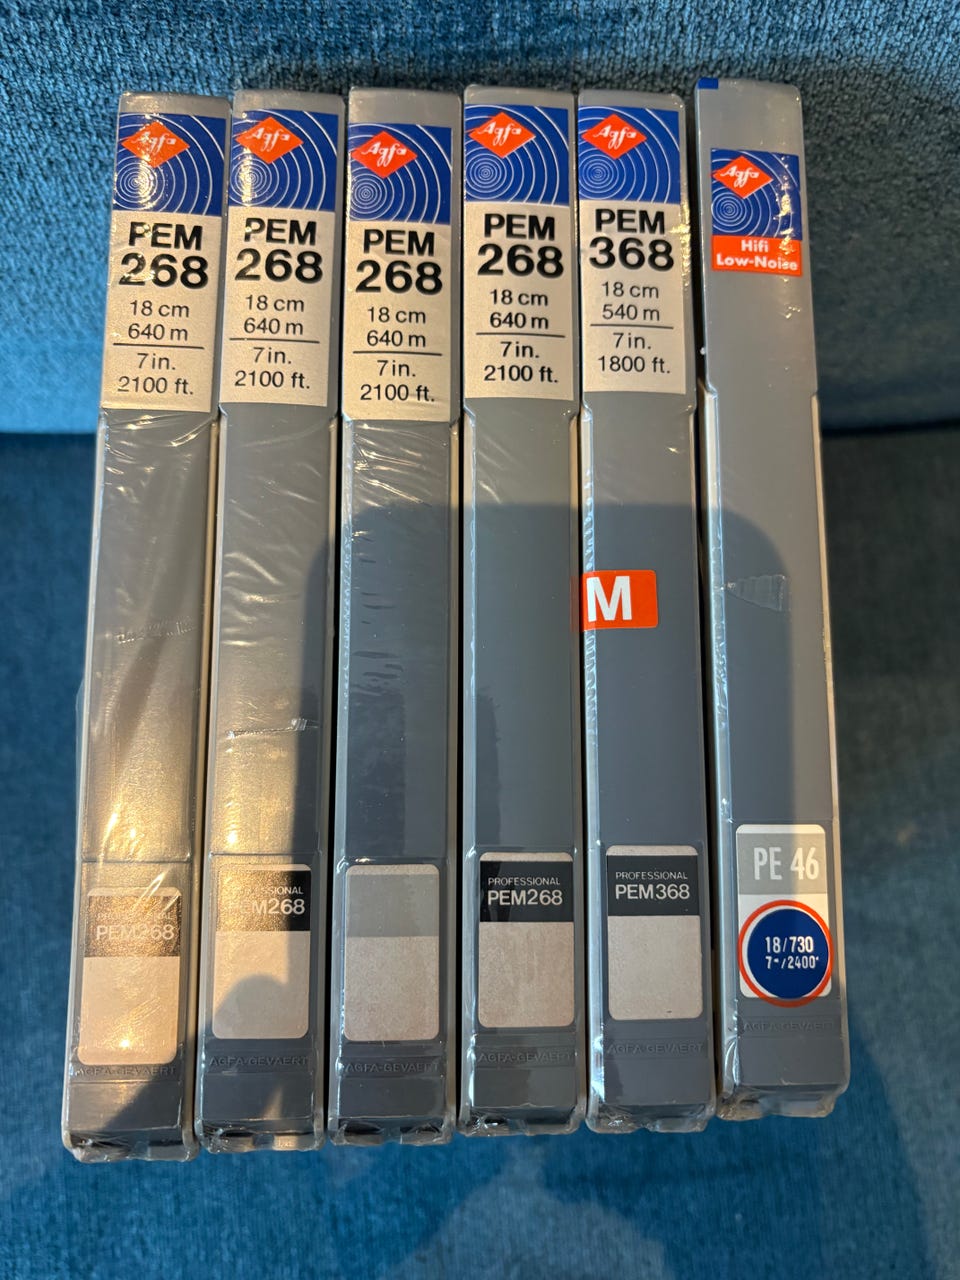 Agfa
PEM
268
18 cm
640 m
7 in.
2100 ft.
PROFESSIONAL
PEM268
AGFA-GEVAERT
Agfa
PEM
268
18 cm
640 m
7 in.
2100 ft.
PROFESSIONAL
PEM268
AGFA-GEVAERT
Agfa
PEM
268
18 cm
640 m
7 in.
2100 ft.
AGFA-GEVAERT
Agfa
PEM
268
18 cm
640 m
7 in.
2100 ft.
PROFESSIONAL
PEM268
AGFA-GEVAERT
Agfa
PEM
368
18 cm
540 m
7 in.
1800 ft.
M
PROFESSIONAL
PEM368
AGFA-GEVAERT
Agfa
Hifi
Low-Noise
PE 46
18/730
7"/2400'
AGFA-GEVAERT